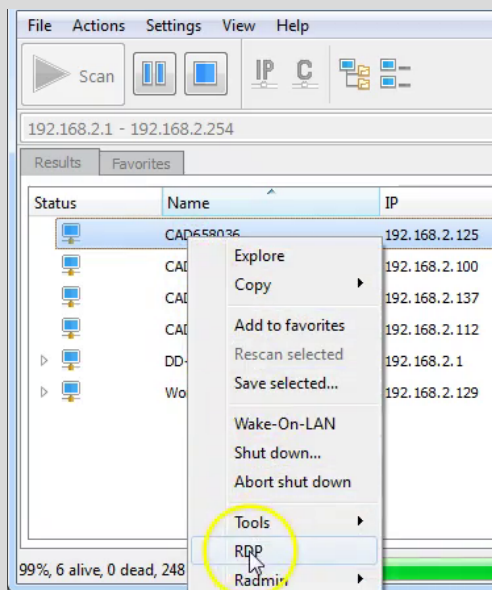 File Actions Settings View Help
Scan IP C
192.168.2.1 - 192.168.2.254
Results Favorites
Status Name IP
CAD658036 192.168.2.125
CAD 192.168.2.100
CAD 192.168.2.137
CAD 192.168.2.112
DD- 192.168.2.1
Wo 192.168.2.129
Explore
Copy
Add to favorites
Rescan selected
Save selected...
Wake-On-LAN
Shut down...
Abort shut down
Tools
RDP
Radmin
99%, 6 alive, 0 dead, 248